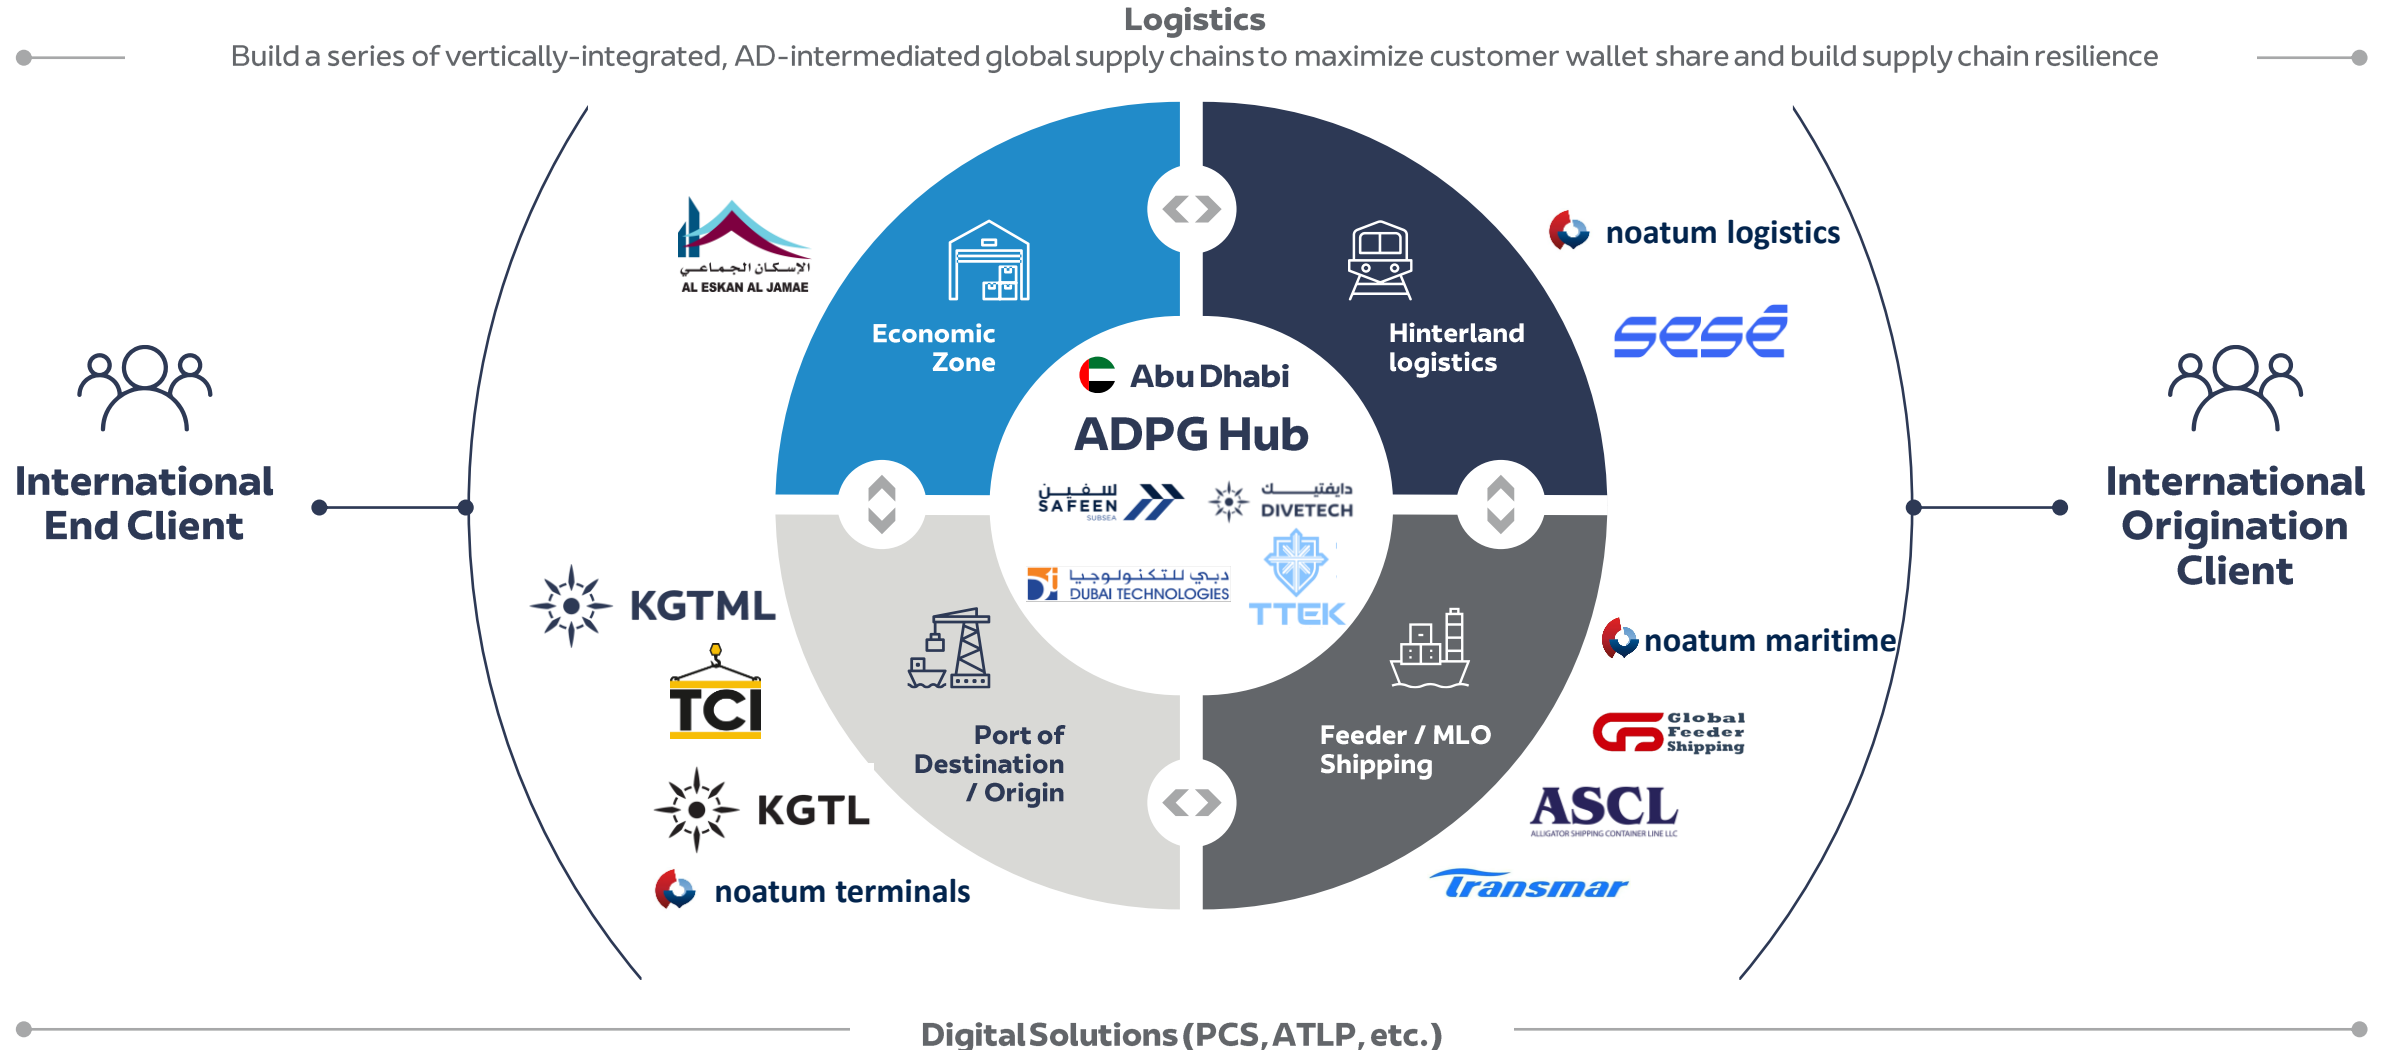 Logistics
Build a series of vertically-integrated, AD-intermediated global supply chains to maximize customer wallet share and build supply chain resilience
الإسكان الجماعي
AL ESKAN AL JAMAE
noatum logistics
sesé
Economic
Zone
Hinterland
logistics
Abu Dhabi
ADPG Hub
سفين
SAFEEN
SUBSEA
دايفتيك
DIVETECH
دبي للتكنولوجيا
DUBAI TECHNOLOGIES
TTEK
International
End Client
International
Origination
Client
KGTML
TCI
KGTL
noatum terminals
Port of
Destination
/ Origin
Feeder / MLO
Shipping
noatum maritime
GFS
Global
Feeder
Shipping
ASCL
ALLIGATOR SHIPPING CONTAINER LINE LLC
Transmar
Digital Solutions (PCS, ATLP, etc.)